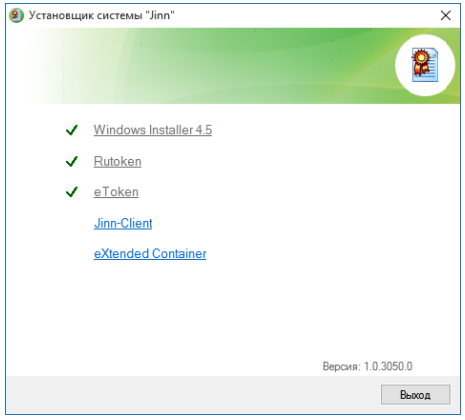 Установщик системы "Jinn"
Windows Installer 4.5
Rutoken
eToken
Jinn-Client
eXtended Container
Версия: 1.0.3050.0
Выход